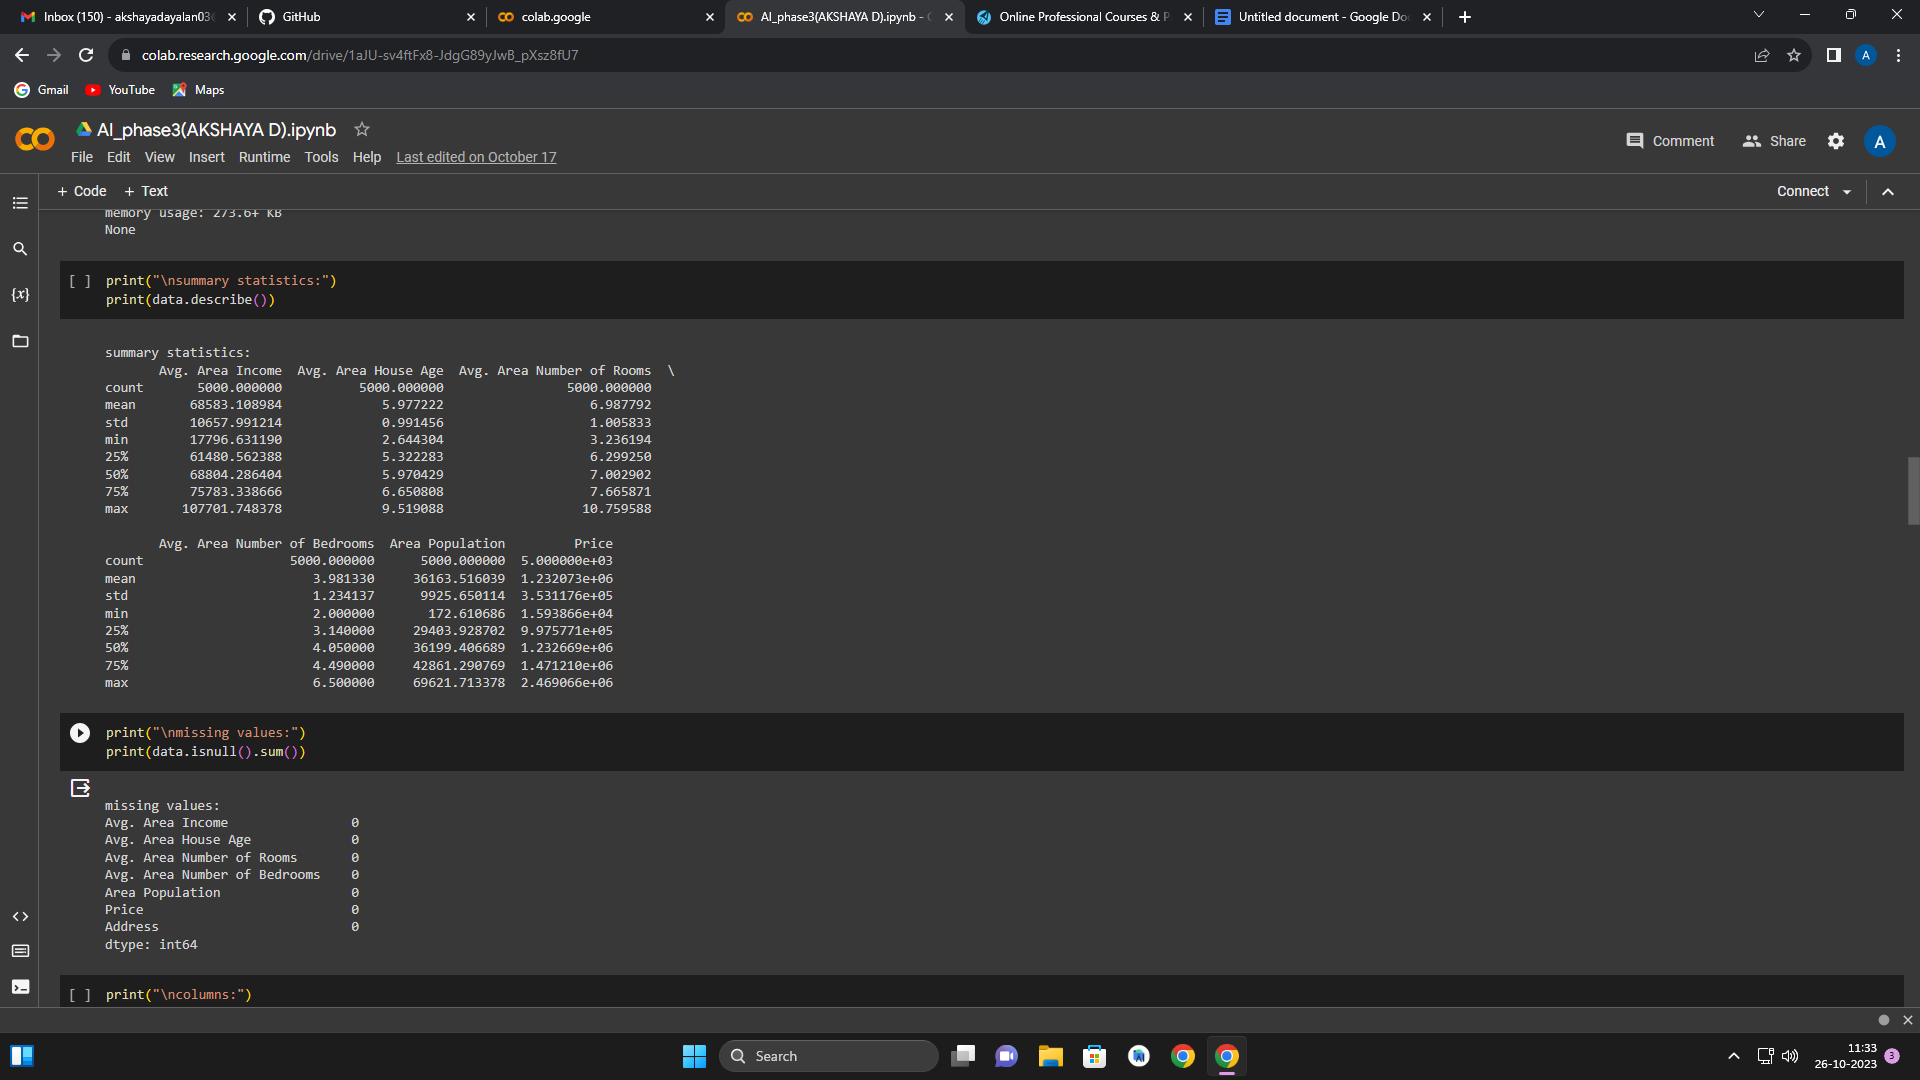 Inbox (150) - akshayadayalan03
GitHub
colab.google
AI_phase3(AKSHAYA D).ipynb -
Online Professional Courses &
Untitled document - Google Do
colab.research.google.com/drive/1aJU-sv4ftFx8-JdgG89yJwB_pXsz8fU7
A
Gmail
YouTube
Maps
AI_phase3(AKSHAYA D).ipynb
File Edit View Insert Runtime Tools Help Last edited on October 17
Comment
Share
A
+ Code + Text
Connect
memory usage: 273.6+ KB
None
[ ] print("\nsummary statistics:")
print(data.describe())
summary statistics:
Avg. Area Income Avg. Area House Age Avg. Area Number of Rooms \
count 5000.000000 5000.000000 5000.000000
mean 68583.108984 5.977222 6.987792
std 10657.991214 0.991456 1.005833
min 17796.631190 2.644304 3.236194
25% 61480.562388 5.322283 6.299250
50% 68804.286404 5.970429 7.002902
75% 75783.338666 6.650808 7.665871
max 107701.748378 9.519088 10.759588
Avg. Area Number of Bedrooms Area Population Price
count 5000.000000 5000.000000 5.000000e+03
mean 3.981330 36163.516039 1.232073e+06
std 1.234137 9925.650114 3.531176e+05
min 2.000000 172.610686 1.593866e+04
25% 3.140000 29403.928702 9.975771e+05
50% 4.050000 36199.406689 1.232669e+06
75% 4.490000 42861.290769 1.471210e+06
max 6.500000 69621.713378 2.469066e+06
print("\nmissing values:")
print(data.isnull().sum())
missing values:
Avg. Area Income 0
Avg. Area House Age 0
Avg. Area Number of Rooms 0
Avg. Area Number of Bedrooms 0
Area Population 0
Price 0
Address 0
dtype: int64
[ ] print("\ncolumns:")
Search
11:33
26-10-2023
3